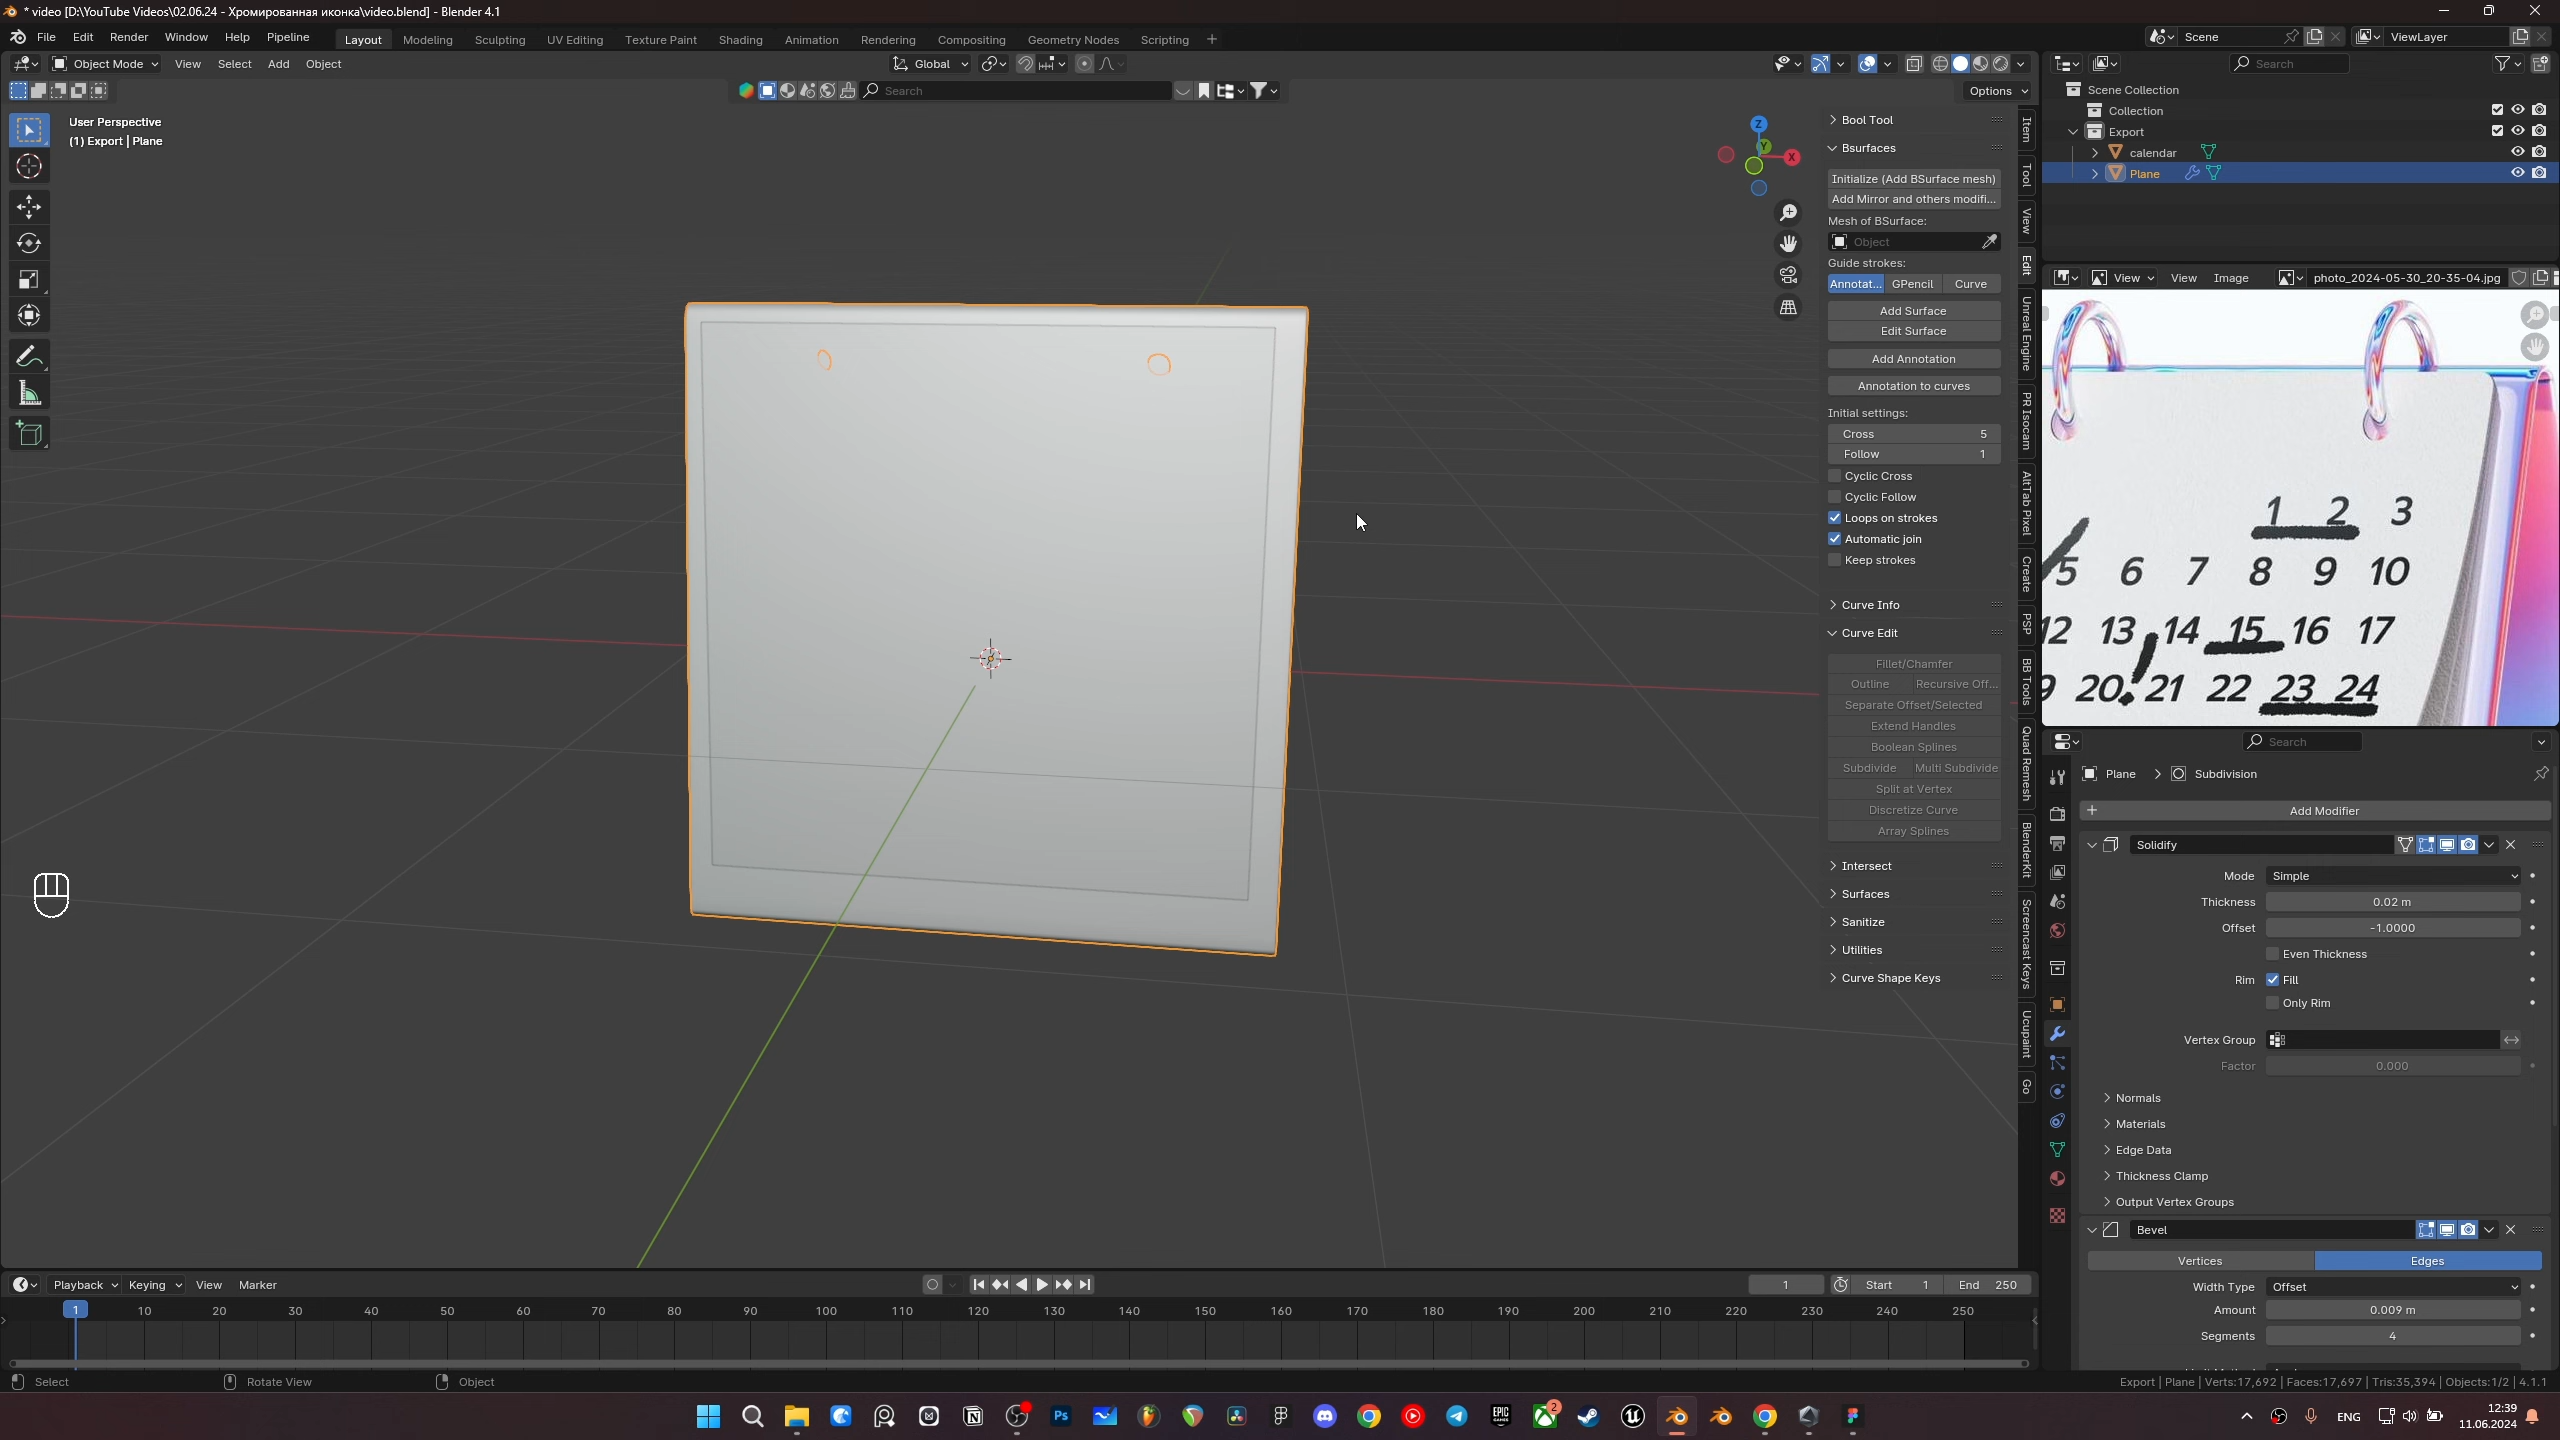 * video [D:\YouTube Videos\02.06.24 - Хромированная иконка\video.blend] - Blender 4.1
File Edit Render Window Help Pipeline Layout Modeling Sculpting UV Editing Texture Paint Shading Animation Rendering Compositing Geometry Nodes Scripting + Scene ViewLayer
Object Mode View Select Add Object Global Search
Search Options
User Perspective
(1) Export | Plane
Z
Y
X
Bool Tool
Bsurfaces
Initialize (Add BSurface mesh)
Add Mirror and others modifi...
Mesh of BSurface:
Object
Guide strokes:
Annotat... GPencil Curve
Add Surface
Edit Surface
Add Annotation
Annotation to curves
Initial settings:
Cross 5
Follow 1
Cyclic Cross
Cyclic Follow
Loops on strokes
Automatic join
Keep strokes
Curve Info
Curve Edit
Fillet/Chamfer
Outline Recursive Off...
Separate Offset/Selected
Extend Handles
Boolean Splines
Subdivide Multi Subdivide
Split at Vertex
Discretize Curve
Array Splines
Intersect
Surfaces
Sanitize
Utilities
Curve Shape Keys
Item
Tool
View
Edit
Unreal Engine
PR Isocam
AltTab Pixel
Create
PSP
BB Tools
Quad Remesh
BlenderKit
Screencast Keys
Ucupaint
Go
Scene Collection
Collection
Export
calendar
Plane
View View Image photo_2024-05-30_20-35-04.jpg
1 2 3
5 6 7 8 9 10
12 13 14 15 16 17
9 20 21 22 23 24
Search
Plane Subdivision
+ Add Modifier
Solidify
Mode Simple
Thickness 0.02 m
Offset -1.0000
Even Thickness
Rim Fill
Only Rim
Vertex Group
Factor 0.000
Normals
Materials
Edge Data
Thickness Clamp
Output Vertex Groups
Bevel
Vertices Edges
Width Type Offset
Amount 0.009 m
Segments 4
Playback Keying View Marker 1 Start 1 End 250
1 10 20 30 40 50 60 70 80 90 100 110 120 130 140 150 160 170 180 190 200 210 220 230 240 250
Select Rotate View Object Export | Plane | Verts:17,692 | Faces:17,697 | Tris:35,394 | Objects:1/2 | 4.1.1
Ps EPIC GAMES 2 ENG 12:39
11.06.2024